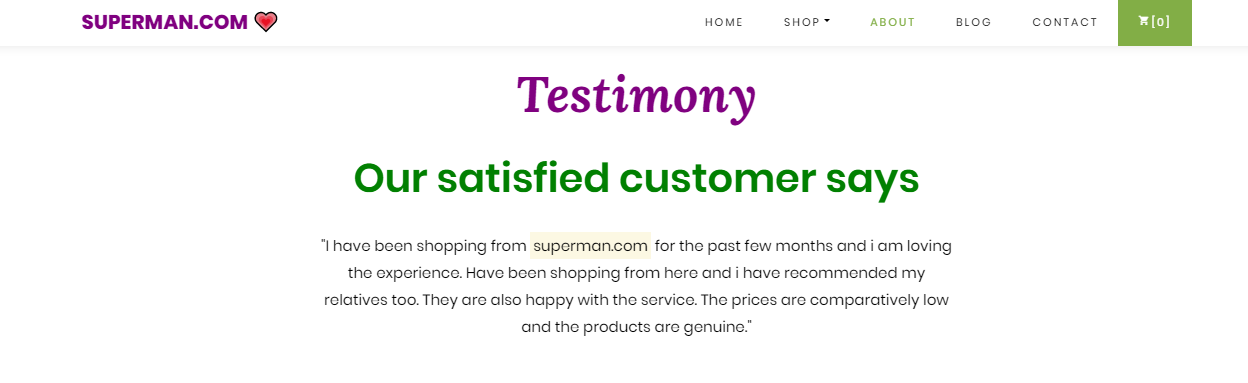 SUPERMAN.COM
HOME SHOP ABOUT BLOG CONTACT [0]
Testimony
Our satisfied customer says
"I have been shopping from superman.com for the past few months and i am loving
the experience. Have been shopping from here and i have recommended my
relatives too. They are also happy with the service. The prices are comparatively low
and the products are genuine."